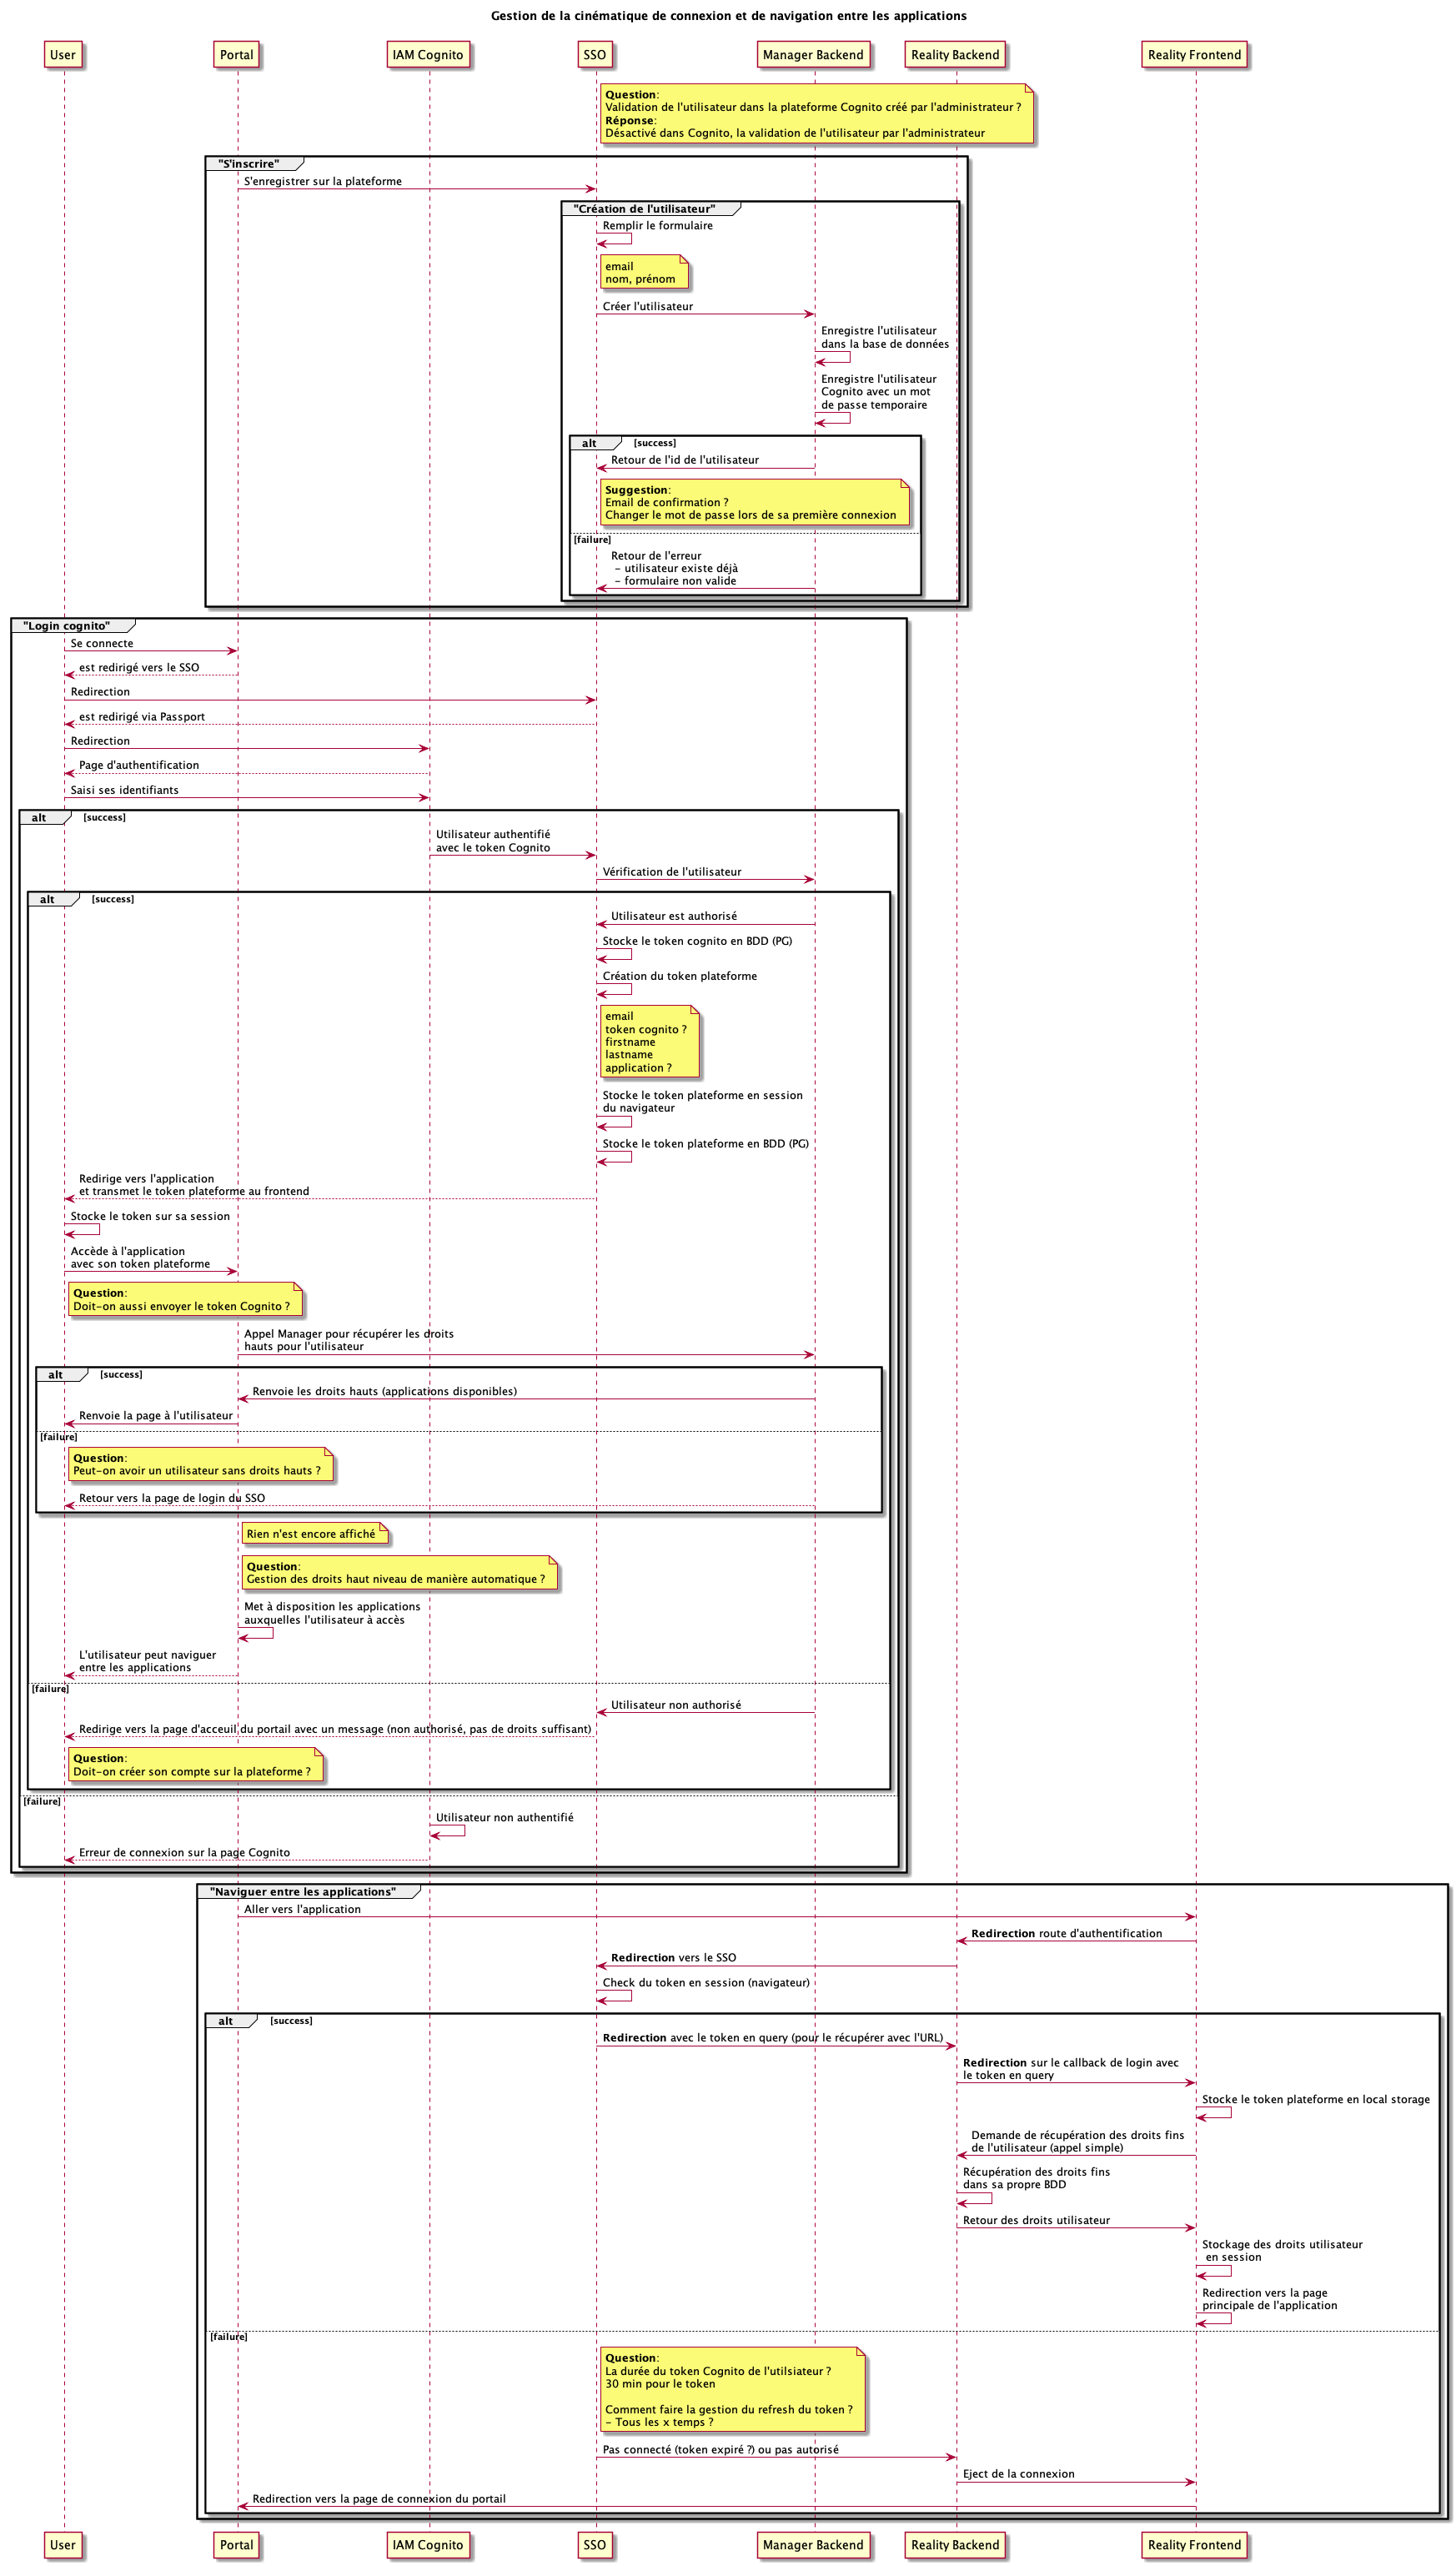 Gestion de la cinématique de connexion et de navigation entre les applications
User
Portal
IAM Cognito
SSO
Manager Backend
Reality Backend
Reality Frontend
Question:
Validation de l'utilisateur dans la plateforme Cognito créé par l'administrateur ?
Réponse:
Désactivé dans Cognito, la validation de l'utilisateur par l'administrateur
"S'inscrire"
S'enregistrer sur la plateforme
"Création de l'utilisateur"
Remplir le formulaire
email
nom, prénom
Créer l'utilisateur
Enregistre l'utilisateur
dans la base de données
Enregistre l'utilisateur
Cognito avec un mot
de passe temporaire
alt
[success]
Retour de l'id de l'utilisateur
Suggestion:
Email de confirmation ?
Changer le mot de passe lors de sa première connexion
[failure]
Retour de l'erreur
- utilisateur existe déjà
- formulaire non valide
"Login cognito"
Se connecte
est redirigé vers le SSO
Redirection
est redirigé via Passport
Redirection
Page d'authentification
Saisi ses identifiants
alt
[success]
Utilisateur authentifié
avec le token Cognito
Vérification de l'utilisateur
alt
[success]
Utilisateur est authorisé
Stocke le token cognito en BDD (PG)
Création du token plateforme
email
token cognito ?
firstname
lastname
application ?
Stocke le token plateforme en session
du navigateur
Stocke le token plateforme en BDD (PG)
Redirige vers l'application
et transmet le token plateforme au frontend
Stocke le token sur sa session
Accède à l'application
avec son token plateforme
Question:
Doit-on aussi envoyer le token Cognito ?
Appel Manager pour récupérer les droits
hauts pour l'utilisateur
alt
[success]
Renvoie les droits hauts (applications disponibles)
Renvoie la page à l'utilisateur
[failure]
Question:
Peut-on avoir un utilisateur sans droits hauts ?
Retour vers la page de login du SSO
Rien n'est encore affiché
Question:
Gestion des droits haut niveau de manière automatique ?
Met à disposition les applications
auxquelles l'utilisateur à accès
L'utilisateur peut naviguer
entre les applications
[failure]
Utilisateur non authorisé
Redirige vers la page d'acceuil du portail avec un message (non authorisé, pas de droits suffisant)
Question:
Doit-on créer son compte sur la plateforme ?
[failure]
Utilisateur non authentifié
Erreur de connexion sur la page Cognito
"Naviguer entre les applications"
Aller vers l'application
Redirection route d'authentification
Redirection vers le SSO
Check du token en session (navigateur)
alt
[success]
Redirection avec le token en query (pour le récupérer avec l'URL)
Redirection sur le callback de login avec
le token en query
Stocke le token plateforme en local storage
Demande de récupération des droits fins
de l'utilisateur (appel simple)
Récupération des droits fins
dans sa propre BDD
Retour des droits utilisateur
Stockage des droits utilisateur
en session
Redirection vers la page
principale de l'application
[failure]
Question:
La durée du token Cognito de l'utilsiateur ?
30 min pour le token
Comment faire la gestion du refresh du token ?
- Tous les x temps ?
Pas connecté (token expiré ?) ou pas autorisé
Eject de la connexion
Redirection vers la page de connexion du portail
User
Portal
IAM Cognito
SSO
Manager Backend
Reality Backend
Reality Frontend